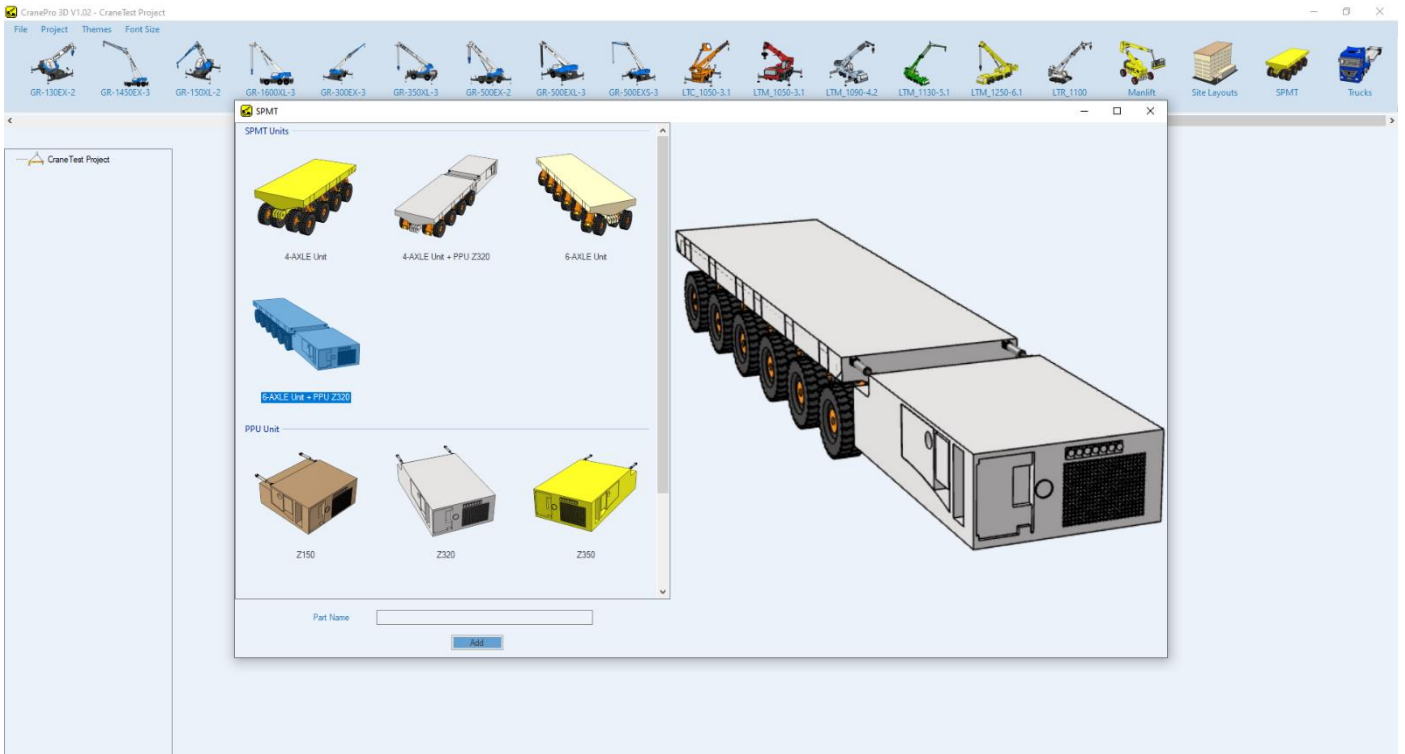 CranePro 3D V1.02 - CraneTest Project
File Project Themes Font Size
GR-130EX-2 GR-1450EX-3 GR-150XL-2 GR-1600XL-3 GR-300EX-3 GR-350XL-3 GR-500EX-2 GR-500EXL-3 GR-500EXS-3 LTC_1050-3.1 LTM_1050-3.1 LTM_1090-4.2 LTM_1130-5.1 LTM_1250-6.1 LTR_1100 Manlift Site Layouts SPMT Trucks
SPMT
SPMT Units
CraneTest Project
4-AXLE Unit 4-AXLE Unit + PPU Z320 6-AXLE Unit
6-AXLE Unit + PPU Z320
PPU Unit
Z150 Z320 Z350
Part Name
Add